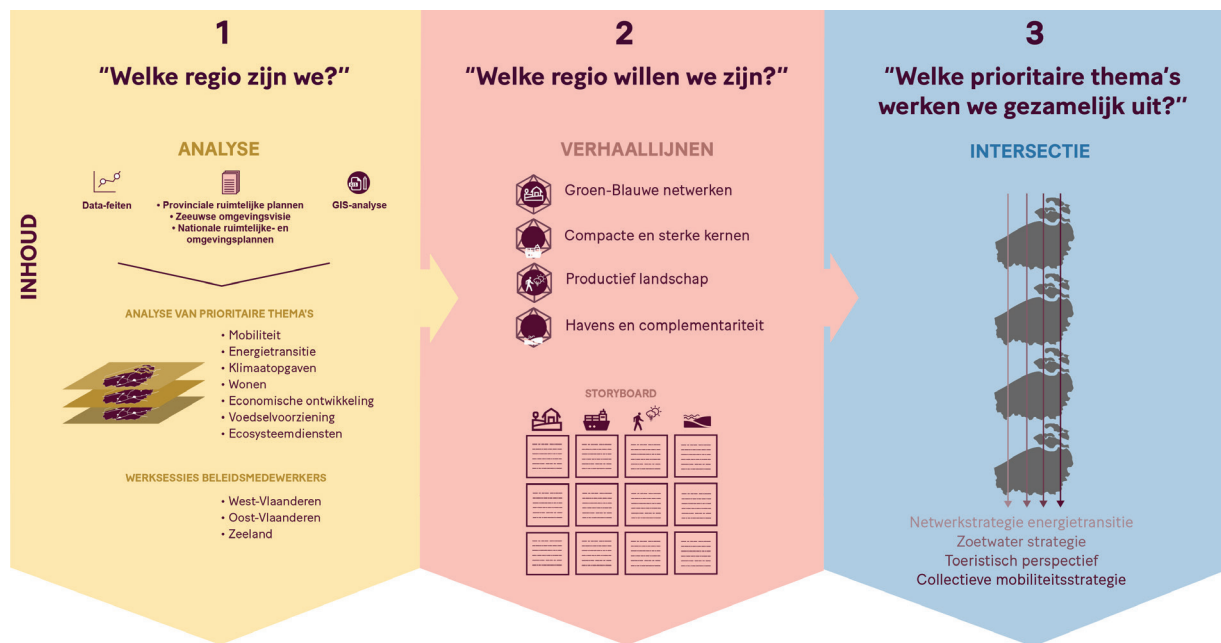 INHOUD
1
“Welke regio zijn we?”
ANALYSE
Data-feiten
• Provinciale ruimtelijke plannen
• Zeeuwse omgevingsvisie
• Nationale ruimtelijke- en
omgevingsplannen
GIS-analyse
ANALYSE VAN PRIORITAIRE THEMA'S
• Mobiliteit
• Energietransitie
• Klimaatopgaven
• Wonen
• Economische ontwikkeling
• Voedselvoorziening
• Ecosysteemdiensten
WERKSESSIES BELEIDSMEDEWERKERS
• West-Vlaanderen
• Oost-Vlaanderen
• Zeeland
2
“Welke regio willen we zijn?”
VERHAALLIJNEN
Groen-Blauwe netwerken
Compacte en sterke kernen
Productief landschap
Havens en complementariteit
STORYBOARD
3
“Welke prioritaire thema's
werken we gezamelijk uit?”
INTERSECTIE
Netwerkstrategie energietransitie
Zoetwater strategie
Toeristisch perspectief
Collectieve mobiliteitsstrategie